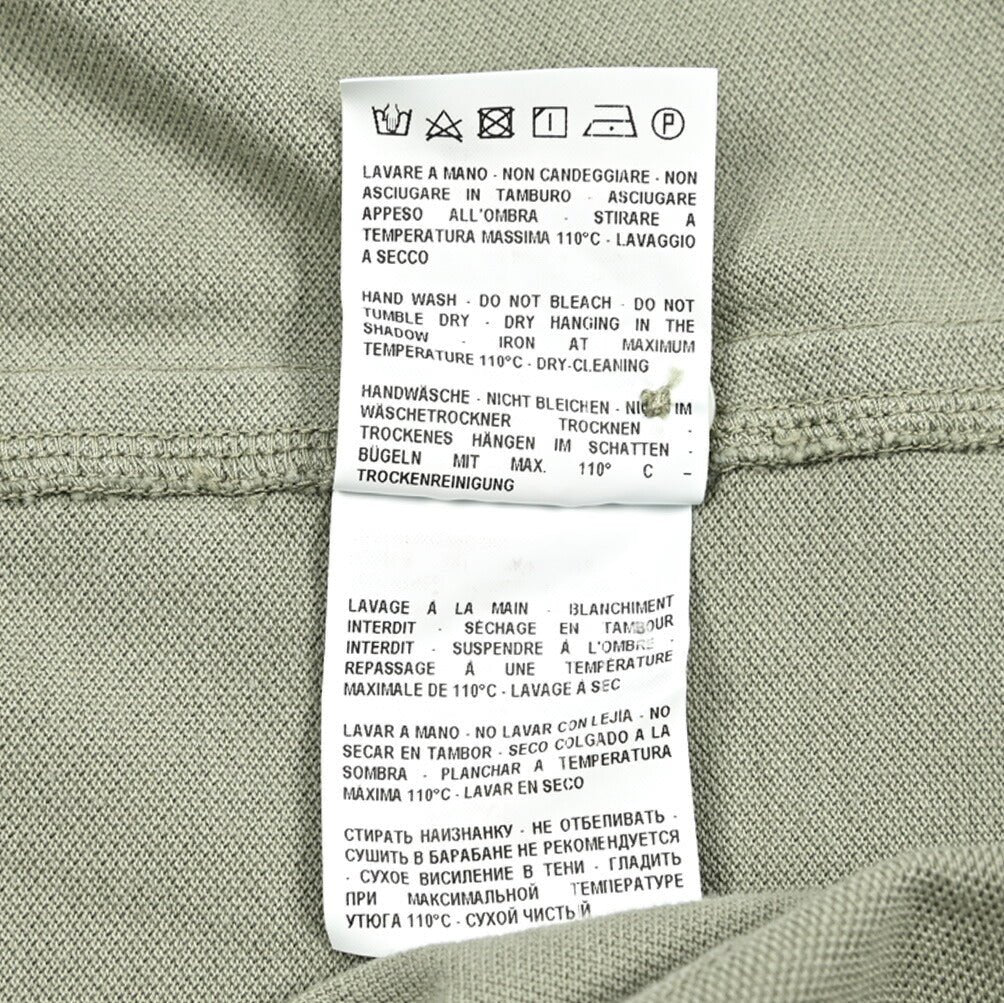 P
LAVARE A MANO - NON CANDEGGIARE - NON
ASCIUGARE IN TAMBURO - ASCIUGARE
APPESO ALL'OMBRA - STIRARE A
TEMPERATURA MASSIMA 110°C - LAVAGGIO
A SECCO
HAND WASH - DO NOT BLEACH - DO NOT
TUMBLE DRY - DRY HANGING IN THE
SHADOW - IRON AT MAXIMUM
TEMPERATURE 110°C - DRY-CLEANING
HANDWÄSCHE - NICHT BLEICHEN - IM
WÄSCHETROCKNER TROCKNEN -
TROCKENES HÄNGEN IM SCHATTEN -
BÜGELN MIT MAX. 110° C –
TROCKENREINIGUNG
LAVAGE Á LA MAIN - BLANCHIMENT
INTERDIT - SÉCHAGE EN TAMBOUR
INTERDIT - SUSPENDRE Á L'OMBRE -
REPASSAGE Á UNE TEMPÉRATURE
MAXIMALE DE 110°C - LAVAGE Á SEC
LAVAR A MANO - NO LAVAR CON LEJIA - NO
SECAR EN TAMBOR - SECO COLGADO A LA
SOMBRA - PLANCHAR A TEMPERATURA
MÁXIMA 110°C - LAVAR EN SECO
СТИРАТЬ НАИЗНАНКУ - НЕ ОТБЕЛИВАТЬ -
СУШИТЬ В БАРАБАНЕ НЕ РЕКОМЕНДУЕТСЯ
- СУХОЕ ВИСИЛЕНИЕ В ТЕНИ - ГЛАДИТЬ
ПРИ МАКСИМАЛЬНОЙ ТЕМПЕРАТУРЕ
УТЮГА 110°C - СУХОЙ ЧИСТЫЙ